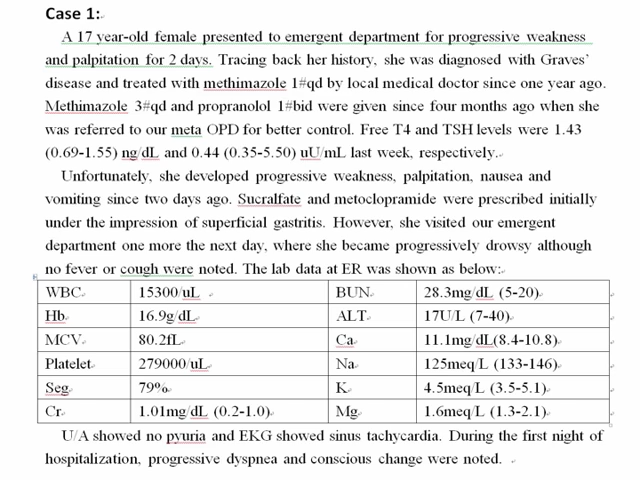 Case 1:
A 17 year-old female presented to emergent department for progressive weakness
and palpitation for 2 days. Tracing back her history, she was diagnosed with Graves’
disease and treated with methimazole 1#qd by local medical doctor since one year ago.
Methimazole 3#qd and propranolol 1#bid were given since four months ago when she
was referred to our meta OPD for better control. Free T4 and TSH levels were 1.43
(0.69-1.55) ng/dL and 0.44 (0.35-5.50) uU/mL last week, respectively.
Unfortunately, she developed progressive weakness, palpitation, nausea and
vomiting since two days ago. Sucralfate and metoclopramide were prescribed initially
under the impression of superficial gastritis. However, she visited our emergent
department one more the next day, where she became progressively drowsy although
no fever or cough were noted. The lab data at ER was shown as below:
WBC 15300/uL BUN 28.3mg/dL (5-20)
Hb 16.9g/dL ALT 17U/L (7-40)
MCV 80.2fL Ca 11.1mg/dL(8.4-10.8)
Platelet 279000/uL Na 125meq/L (133-146)
Seg 79% K 4.5meq/L (3.5-5.1)
Cr 1.01mg/dL (0.2-1.0) Mg 1.6meq/L (1.3-2.1)
U/A showed no pyuria and EKG showed sinus tachycardia. During the first night of
hospitalization, progressive dyspnea and conscious change were noted.